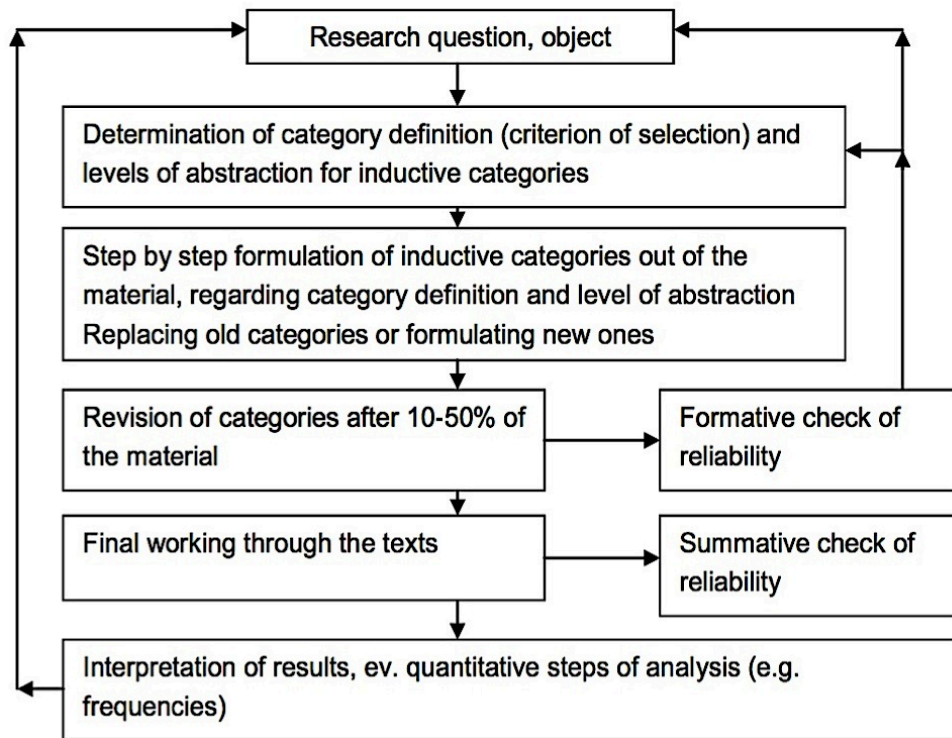 Research question, object
Determination of category definition (criterion of selection) and
levels of abstraction for inductive categories
Step by step formulation of inductive categories out of the
material, regarding category definition and level of abstraction
Replacing old categories or formulating new ones
Revision of categories after 10-50% of
the material
Formative check of
reliability
Final working through the texts
Summative check of
reliability
Interpretation of results, ev. quantitative steps of analysis (e.g.
frequencies)